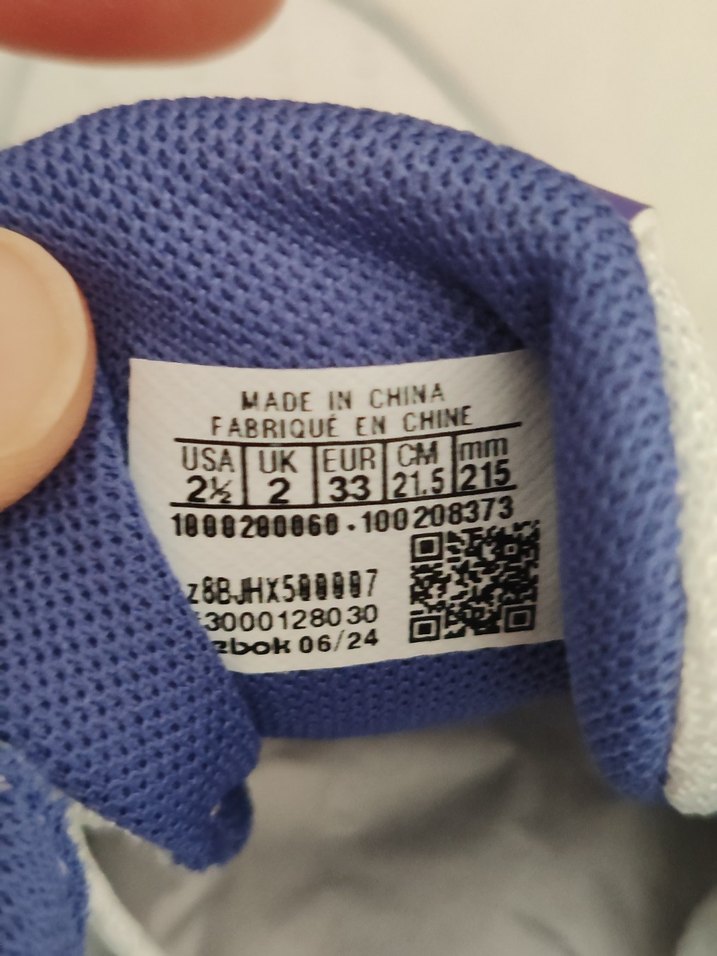 MADE IN CHINA
FABRIQUÉ EN CHINE
USA UK EUR CM mm
2½ 2 33 21.5 215
1000200060 • 100208373
z8BJHX500007
3000128030
06/24